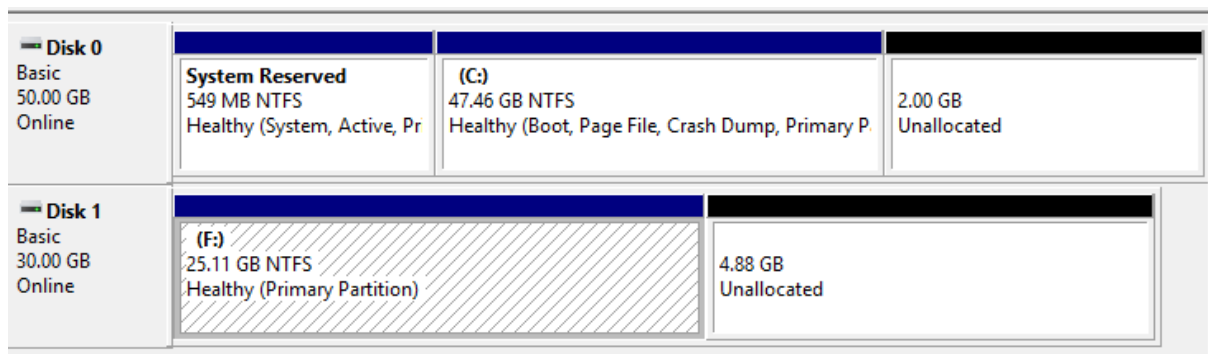 Disk 0
Basic
50.00 GB
Online
System Reserved
549 MB NTFS
Healthy (System, Active, Pr
(C:)
47.46 GB NTFS
Healthy (Boot, Page File, Crash Dump, Primary P
2.00 GB
Unallocated
Disk 1
Basic
30.00 GB
Online
(F:)
25.11 GB NTFS
Healthy (Primary Partition)
4.88 GB
Unallocated